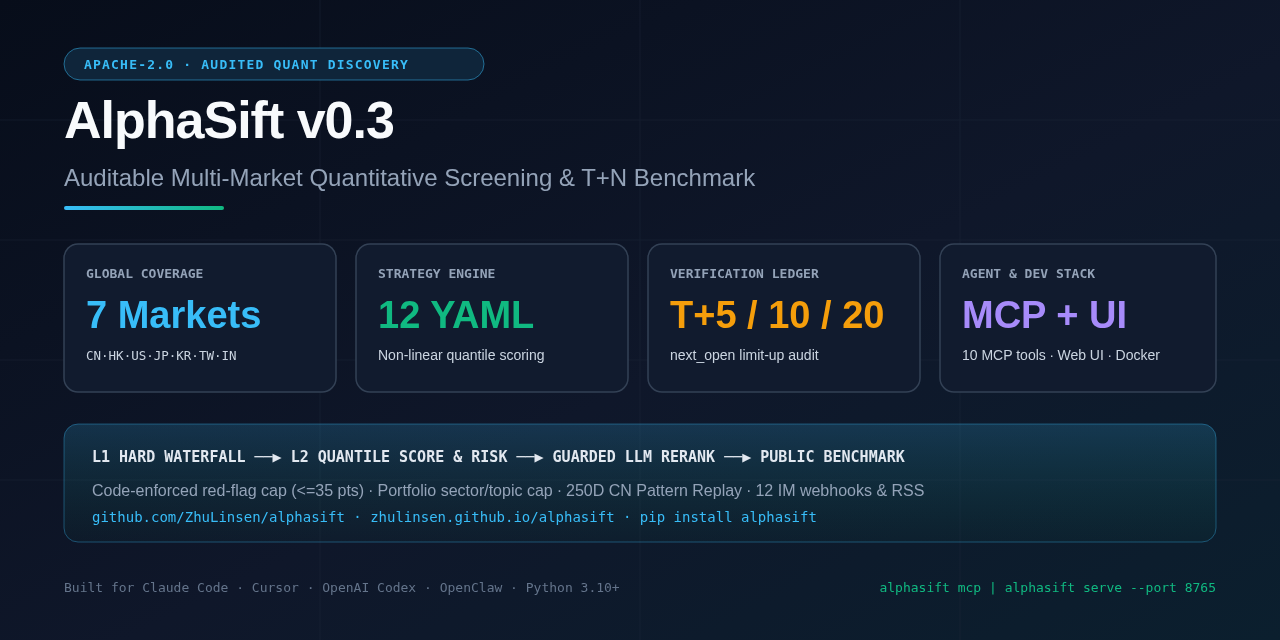 APACHE-2.0 · AUDITED QUANT DISCOVERY
AlphaSift v0.3
Auditable Multi-Market Quantitative Screening & T+N Benchmark
GLOBAL COVERAGE
7 Markets
CN·HK·US·JP·KR·TW·IN
STRATEGY ENGINE
12 YAML
Non-linear quantile scoring
VERIFICATION LEDGER
T+5 / 10 / 20
next_open limit-up audit
AGENT & DEV STACK
MCP + UI
10 MCP tools · Web UI · Docker
L1 HARD WATERFALL ──▶ L2 QUANTILE SCORE & RISK ──▶ GUARDED LLM RERANK ──▶ PUBLIC BENCHMARK
Code-enforced red-flag cap (<=35 pts) · Portfolio sector/topic cap · 250D CN Pattern Replay · 12 IM webhooks & RSS
github.com/ZhuLinsen/alphasift · zhulinsen.github.io/alphasift · pip install alphasift
Built for Claude Code · Cursor · OpenAI Codex · OpenClaw · Python 3.10+
alphasift mcp | alphasift serve --port 8765